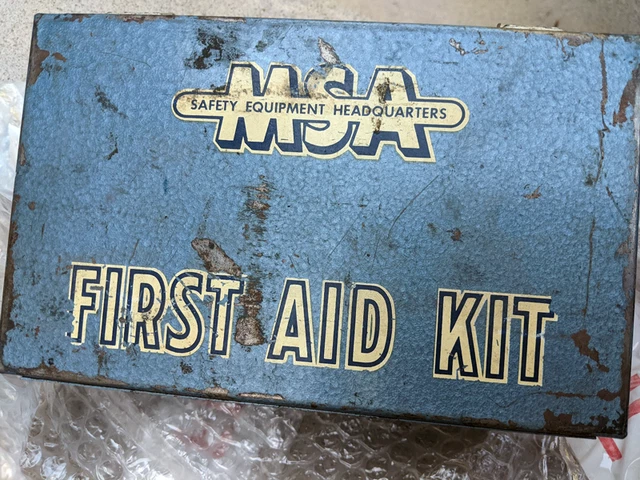 MSA
SAFETY EQUIPMENT HEADQUARTERS
FIRST AID KIT